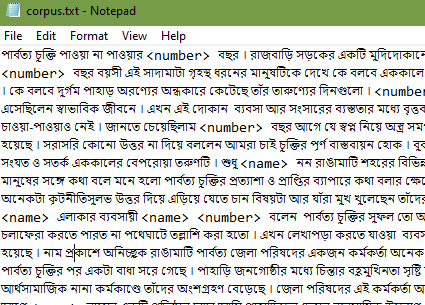 corpus.txt - Notepad
File Edit Format View Help
পার্বত্য চুক্তি পাওয়া না পাওয়ার <number> বছর । রাজবাড়ি সড়কের একটি মুদিদোকানে
<number> বছর বয়সী এই সাদামাটা গৃহস্থ ধরনের মানুষটিকে দেখে কে বলবে এককালে
। কে বলবে দুর্গম পাহাড় অরণ্যের অন্ধকারে কেটেছে তাঁর তারুণ্যের দিনগুলো । <number
এসেছিলেন স্বাভাবিক জীবনে । এখন এই দোকান ব্যবসা আর সংসারের ব্যস্ততার মধ্যে বৃত্তব
চাওয়া-পাওয়াও নেই । জানতে চেয়েছিলাম <number> বছর আগে যে স্বপ্ন নিয়ে অস্ত্র সমপ
হয়েছে । সরাসরি কোনো উত্তর না দিয়ে বললেন আমরা চাই চুক্তির পূর্ণ বাস্তবায়ন হোক । বুব
সংযত ও সতর্ক এককালের বেপরোয়া তরুণটি । শুধু <name> নন রাঙামাটি শহরের বিভিন্ন
মানুষের সঙ্গে কথা বলে মনে হলো পার্বত্য চুক্তির প্রত্যাশা ও প্রাপ্তির ব্যাপারে কথা বলার ক্ষে
অনেকটা কূটনীতিসুলভ উত্তর দিয়ে এড়িয়ে যেতে চান বিষয়টা আর যাঁরা মুখ খুলেছেন তাঁদের
<name> এলাকার ব্যবসায়ী <name> <number> বলেন পার্বত্য চুক্তির সুফল তো অ
চলাফেরা করতে পারত না পথেঘাটে তল্লাশি করা হতো । এখন লেখাপড়া করতে যাওয়া ব্যবস
হয়েছে । নাম প্রকাশে অনিচ্ছুক রাঙামাটি পার্বত্য জেলা পরিষদের একজন কর্মকর্তা অনেক
পার্বত্য চুক্তির পর একটা বাধা সরে গেছে । পাহাড়ি জনগোষ্ঠীর মধ্যে চিন্তার বহুমুখিনতা সৃষ্টি
আর্থসামাজিক নানা কর্মকাণ্ডে তাঁদের অংশগ্রহণ বেড়েছে । জেলা পরিষদের এই কর্মকর্তা অ